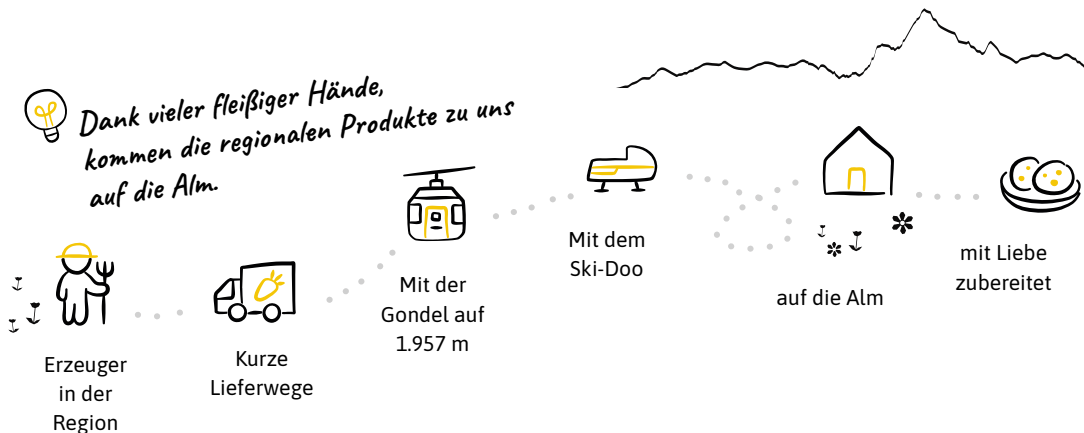 Dank vieler fleißiger Hände,
kommen die regionalen Produkte zu uns
auf die Alm.
Erzeuger
in der
Region
Kurze
Lieferwege
Mit der
Gondel auf
1.957 m
Mit dem
Ski-Doo
auf die Alm
mit Liebe
zubereitet